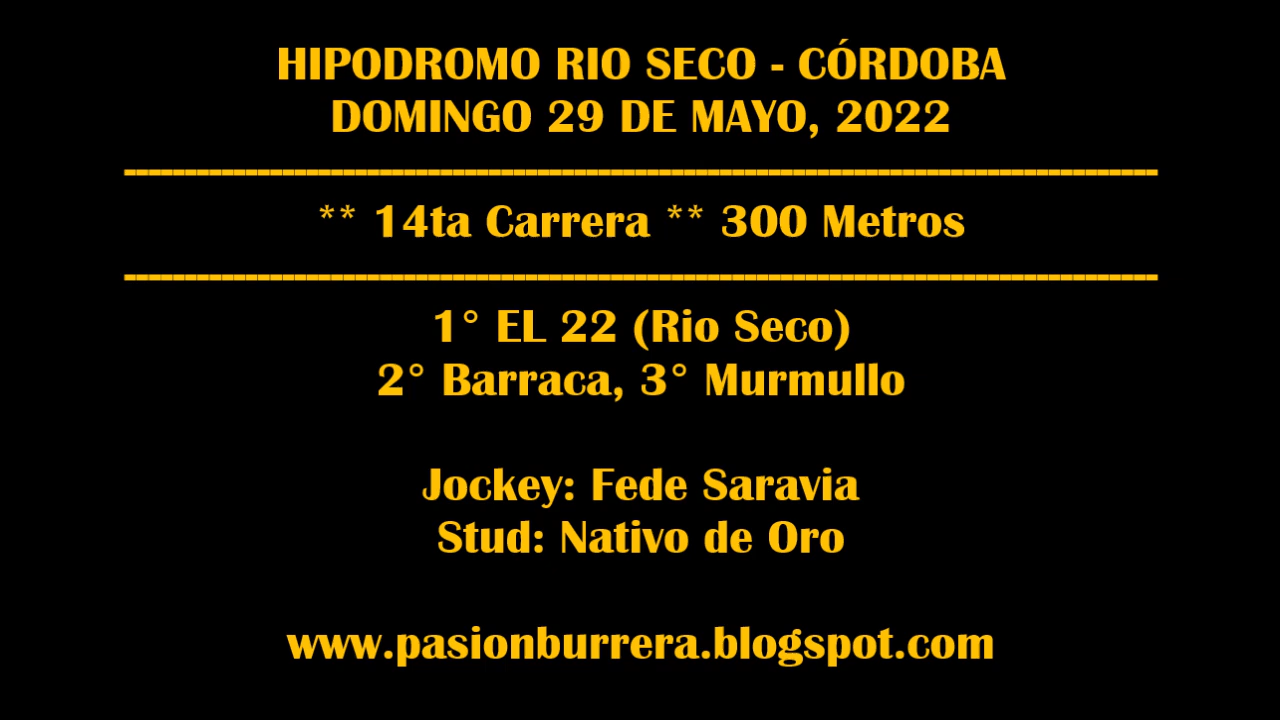 HIPODROMO RIO SECO - CÓRDOBA
DOMINGO 29 DE MAYO, 2022
--------------------------------------------------------------------------------
** 14ta Carrera ** 300 Metros
--------------------------------------------------------------------------------
1° EL 22 (Rio Seco)
2° Barraca, 3° Murmullo
Jockey: Fede Saravia
Stud: Nativo de Oro
www.pasionburrera.blogspot.com